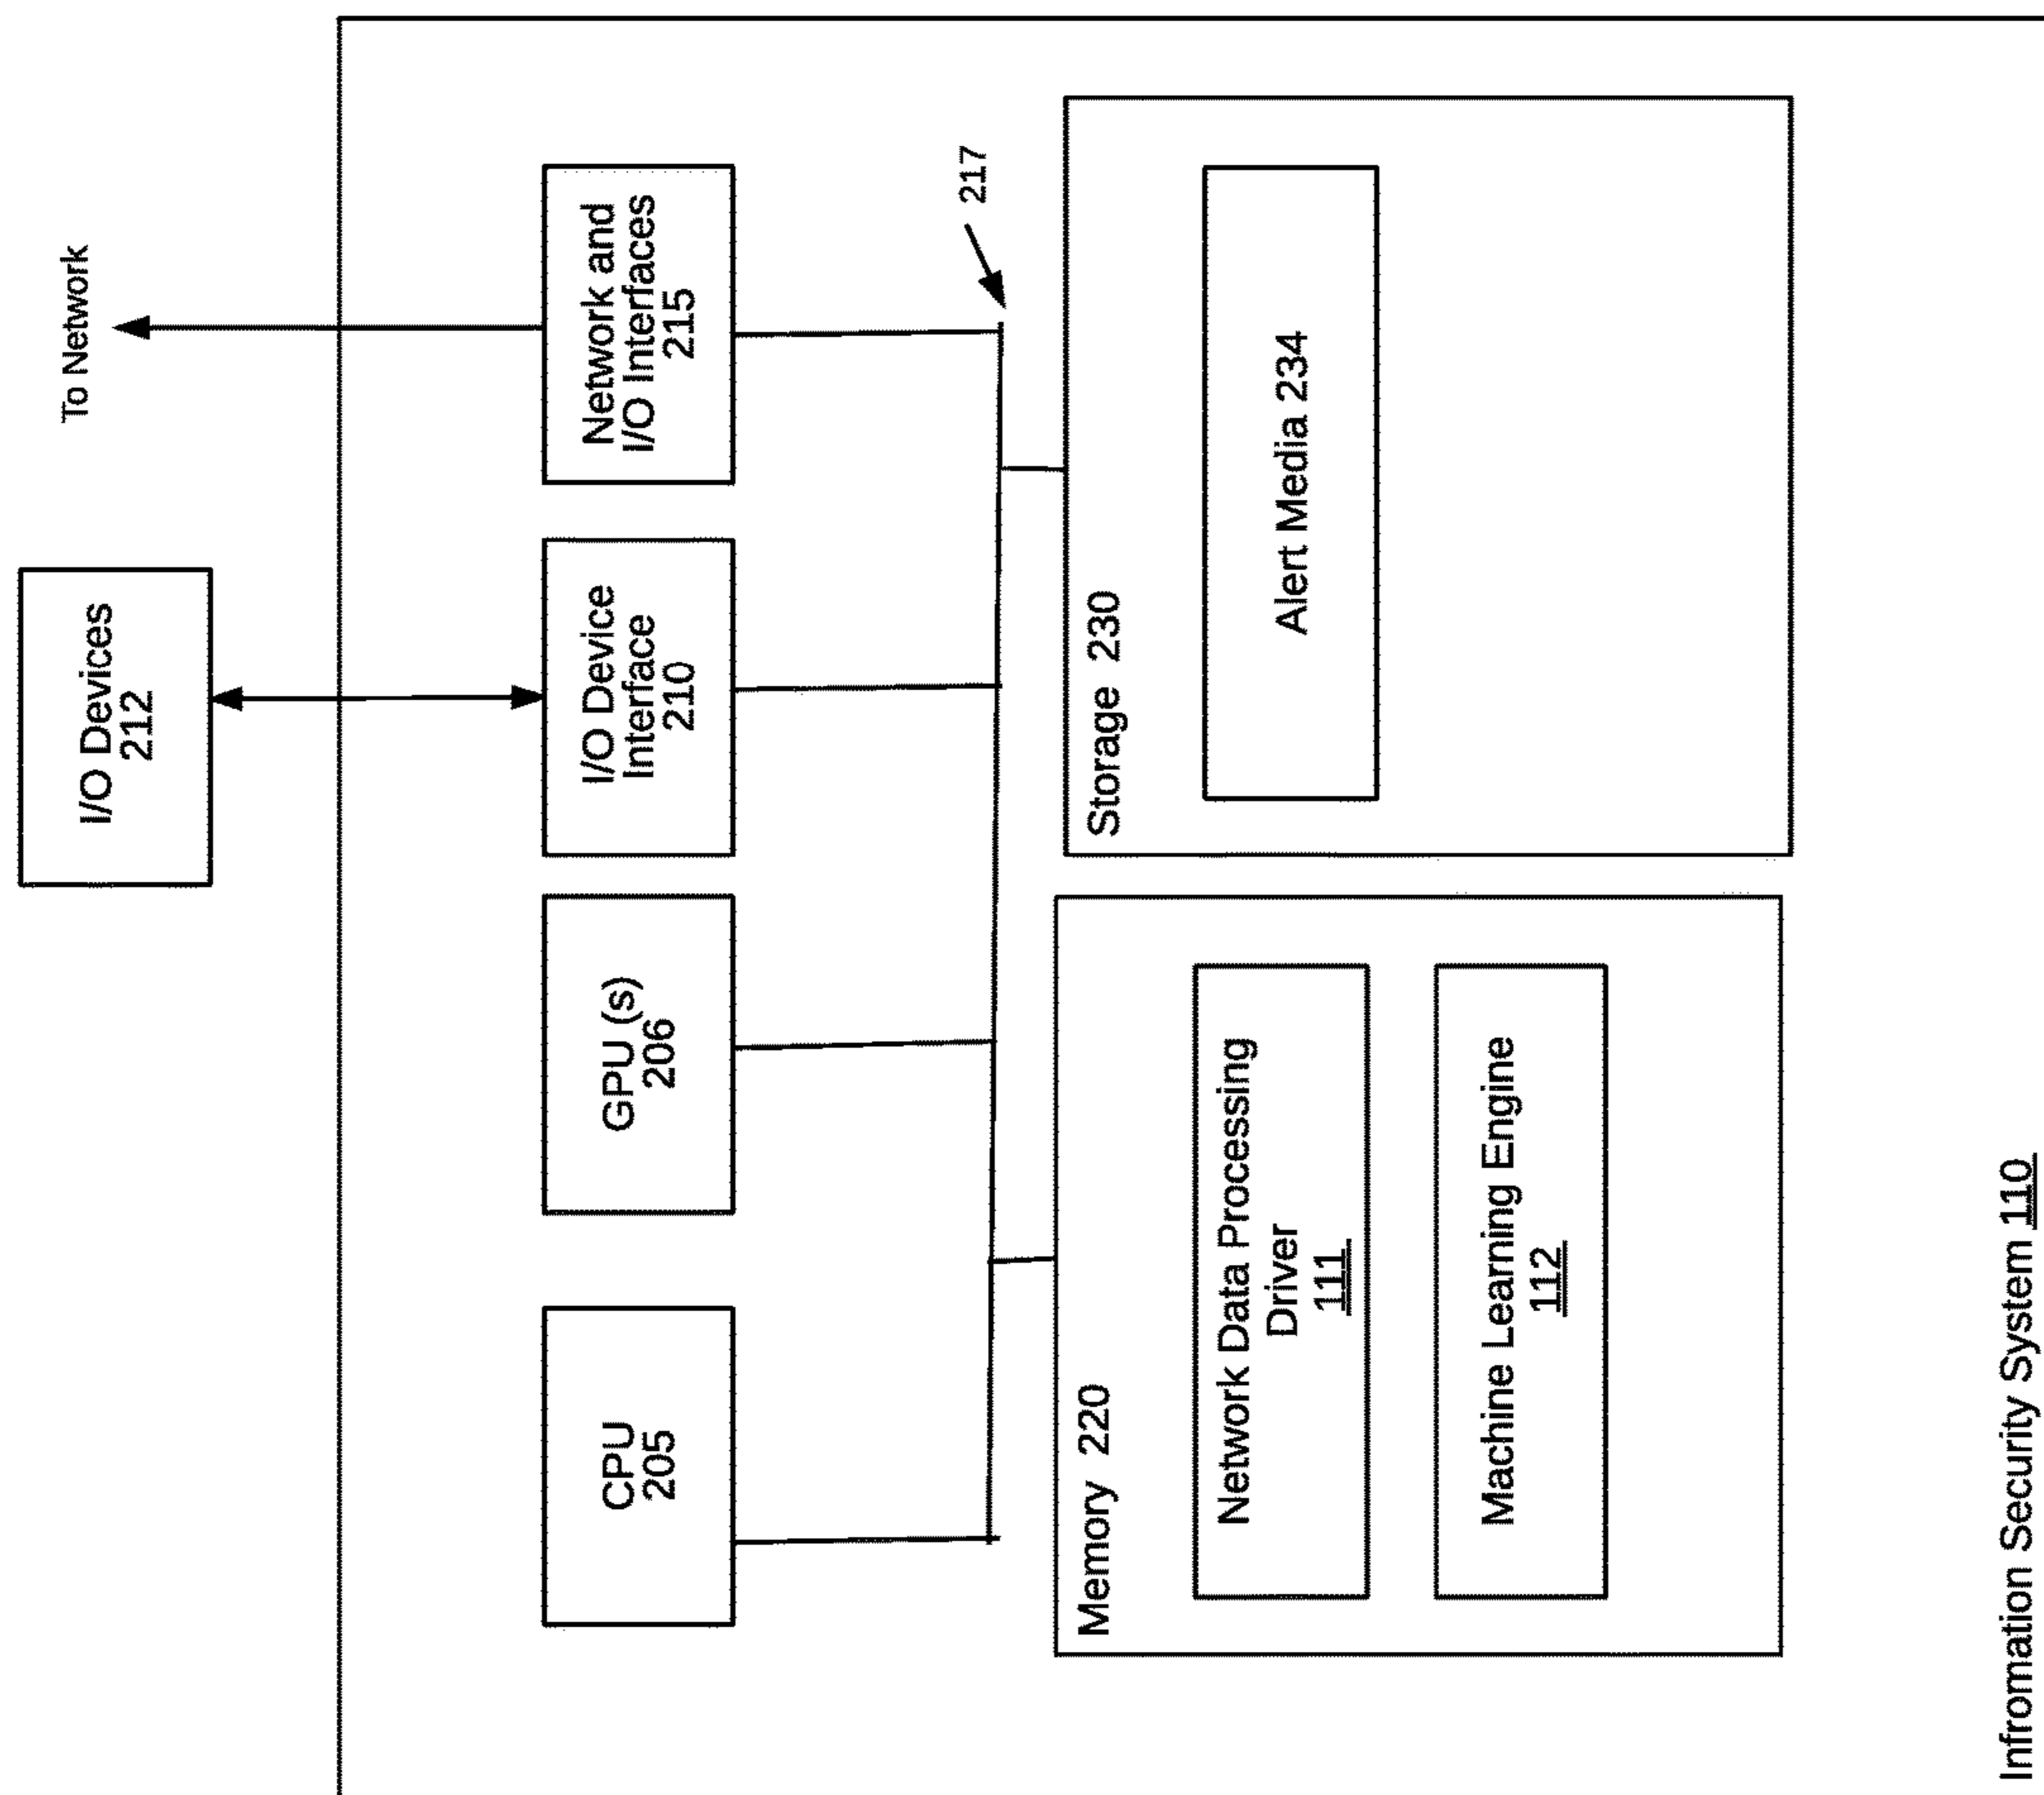 I/O Devices
212
To Network
CPU
205
GPU (s)
206
I/O Device
Interface
210
Network and
I/O Interfaces
215
217
Memory 220
Network Data Processing
Driver
111
Machine Learning Engine
112
Storage 230
Alert Media 234
Infromation Security System 110